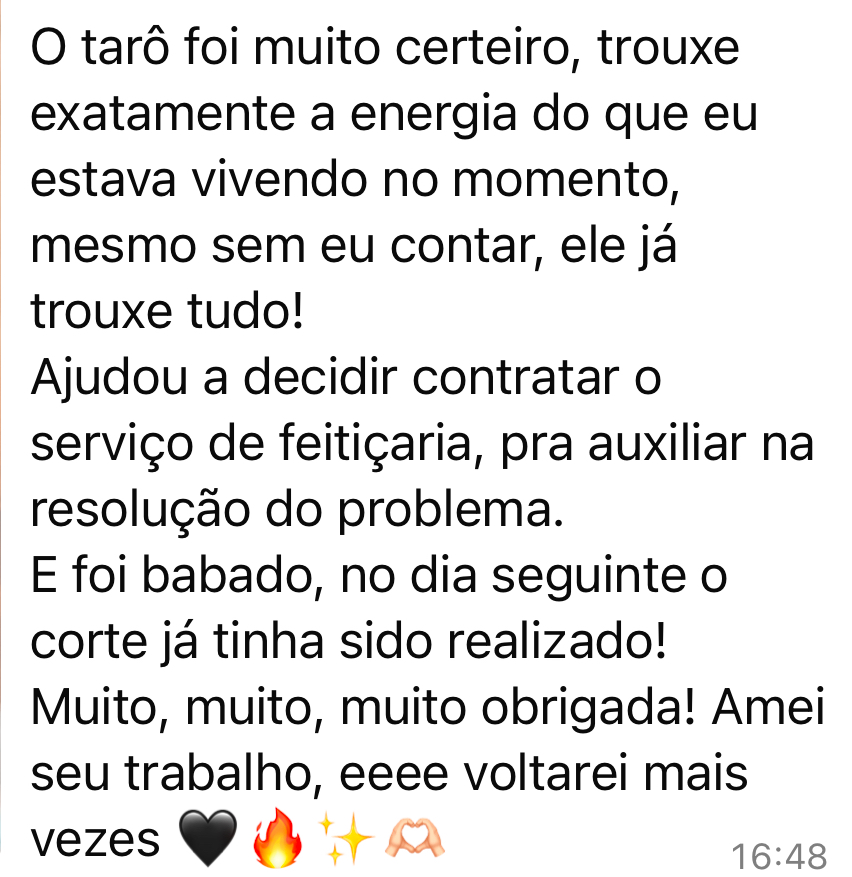 O tarô foi muito certeiro, trouxe
exatamente a energia do que eu
estava vivendo no momento,
mesmo sem eu contar, ele já
trouxe tudo!
Ajudou a decidir contratar o
serviço de feitiçaria, pra auxiliar na
resolução do problema.
E foi babado, no dia seguinte o
corte já tinha sido realizado!
Muito, muito, muito obrigada! Amei
seu trabalho, eeee voltarei mais
vezes 🖤🔥✨🫶🏻
16:48